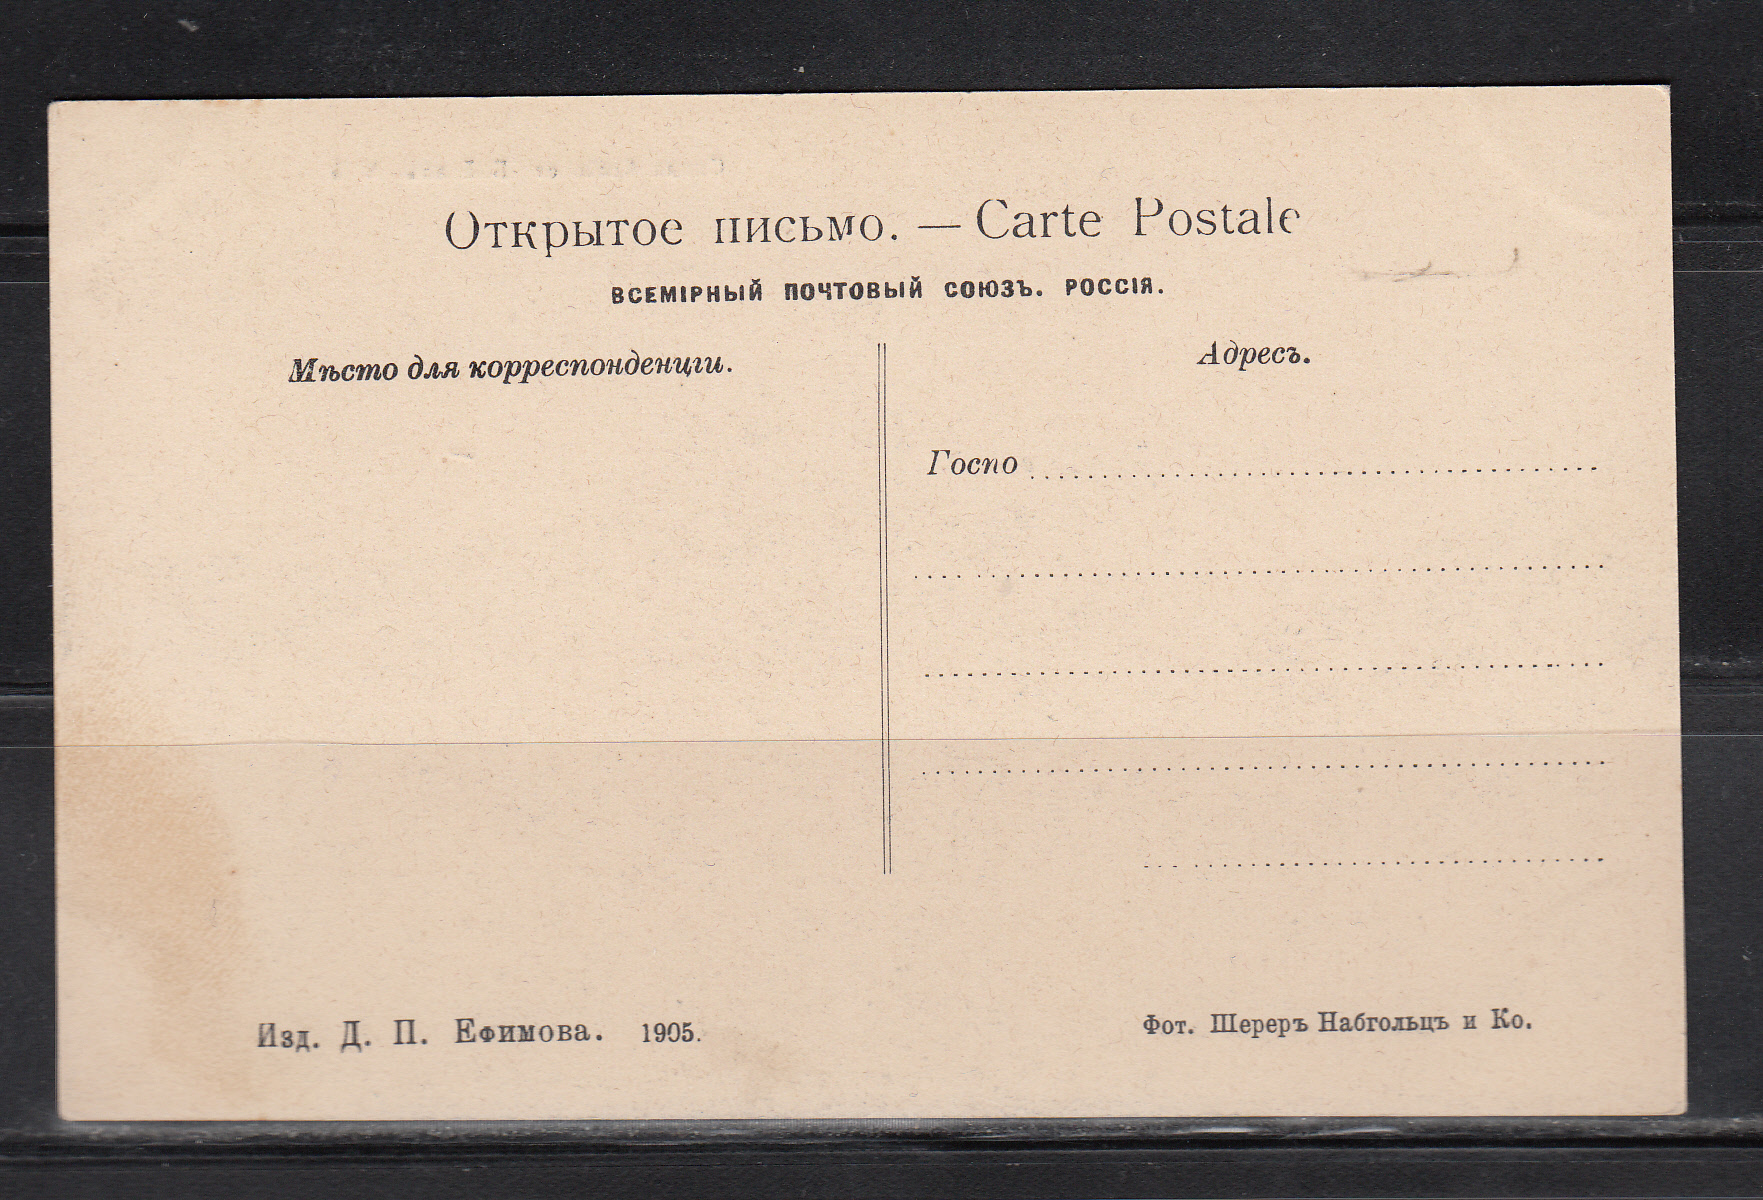 Открытое письмо. — Carte Postale
ВСЕМІРНЫЙ ПОЧТОВЫЙ СОЮЗЪ. РОССІЯ.
Мѣсто для корреспонденціи.
Адресъ.
Госпо
Изд. Д. П. Ефимова. 1905.
Фот. Шереръ Набгольцъ и Ко.